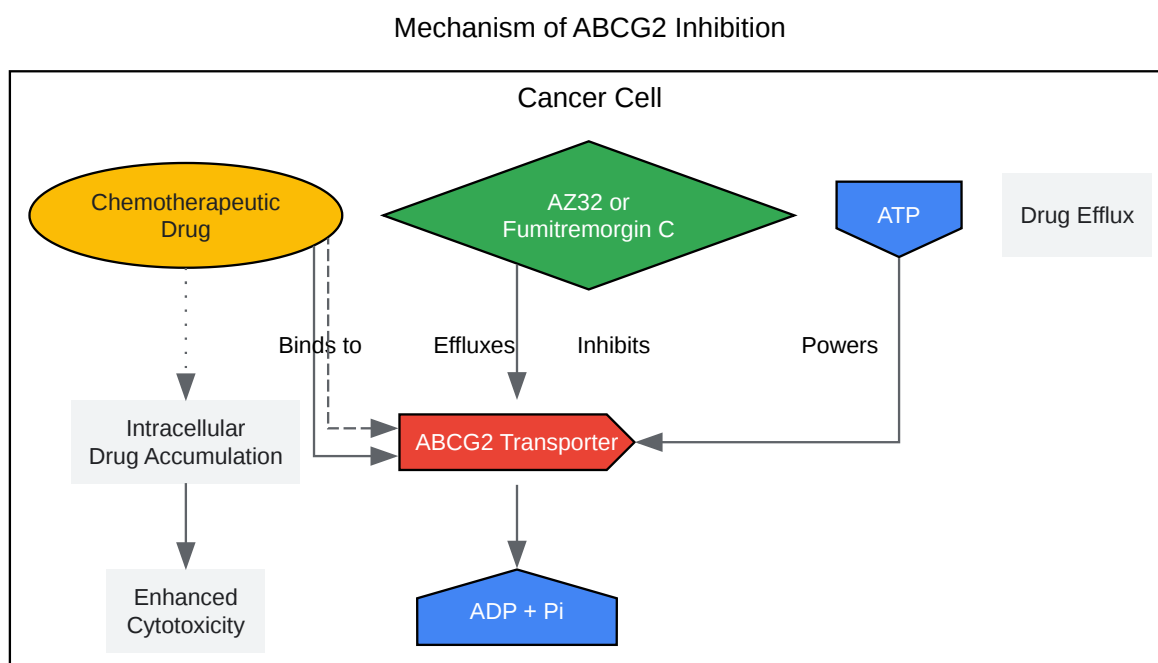 Mechanism of ABCG2 Inhibition
Cancer Cell
Chemotherapeutic
Drug
AZ32 or
Fumitremorgin C
ATP
Drug Efflux
Binds to
Effluxes
Inhibits
Powers
Intracellular
Drug Accumulation
ABCG2 Transporter
Enhanced
Cytotoxicity
ADP + Pi